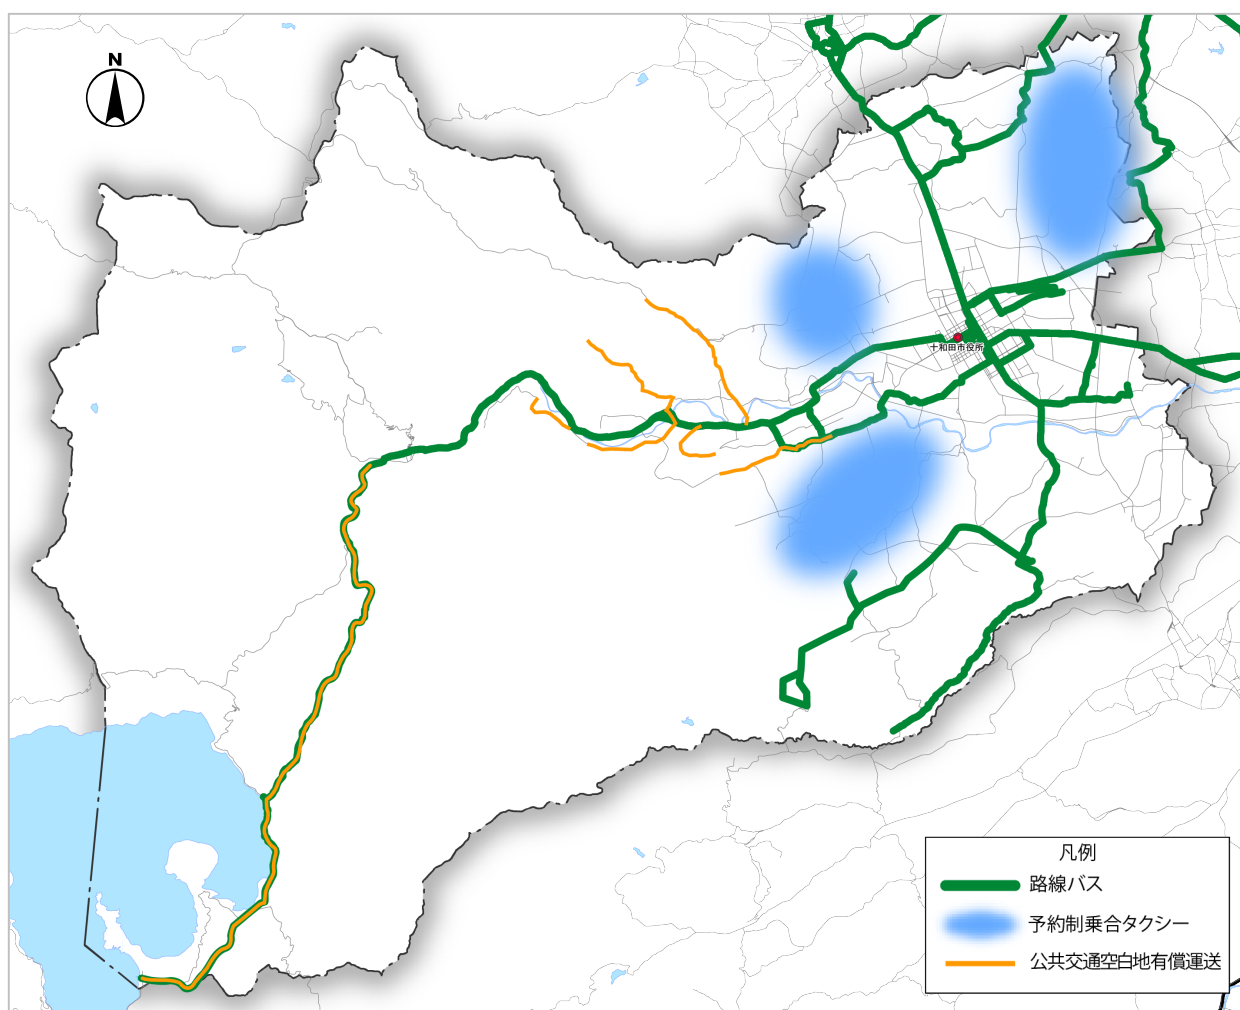 N
十和田市役所
凡例
路線バス
予約制乗合タクシー
公共交通空白地有償運送